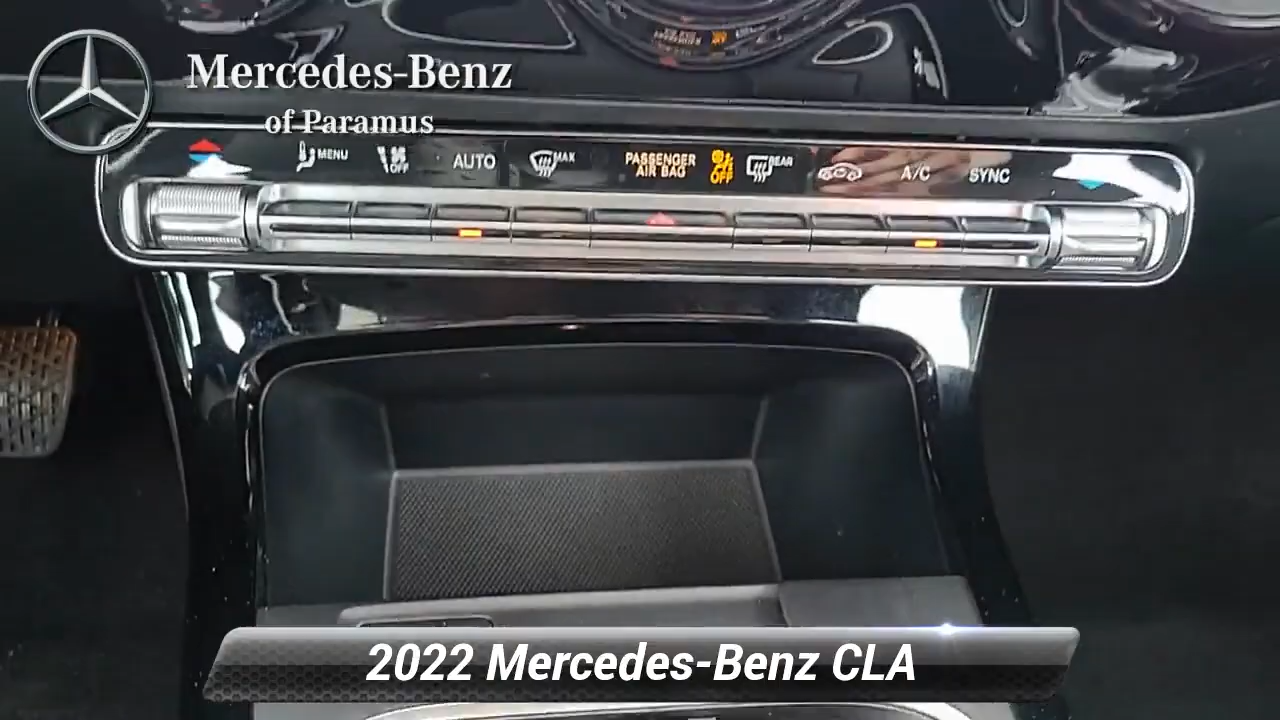 Mercedes-Benz
of Paramus
MENU
OFF
AUTO
MAX
PASSENGER
AIR BAG
OFF
REAR
A/C
SYNC
2022 Mercedes-Benz CLA